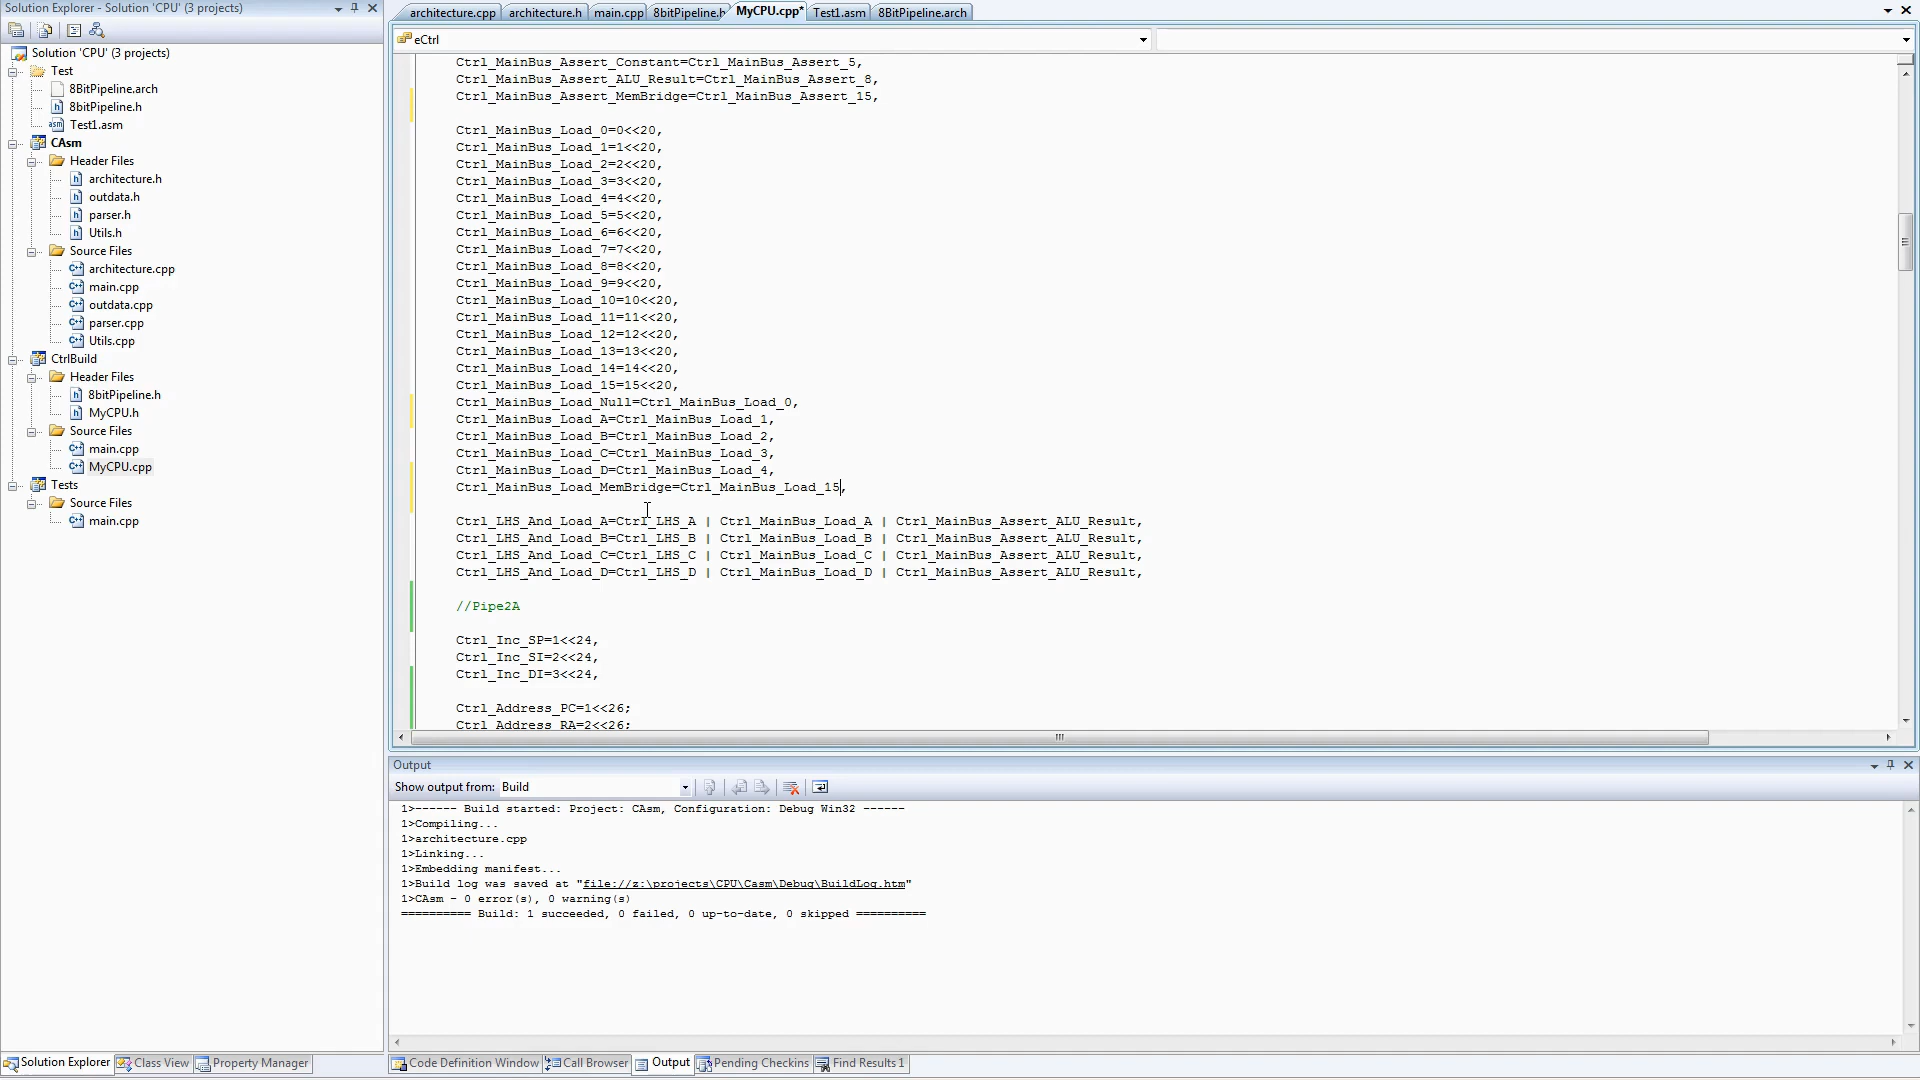 Solution Explorer - Solution 'CPU' (3 projects)
Solution 'CPU' (3 projects)
Test
8BitPipeline.arch
8bitPipeline.h
asm Test1.asm
CAsm
Header Files
h architecture.h
h outdata.h
h parser.h
h Utils.h
Source Files
C++ architecture.cpp
C++ main.cpp
C++ outdata.cpp
C++ parser.cpp
C++ Utils.cpp
CtrlBuild
Header Files
h 8bitPipeline.h
h MyCPU.h
Source Files
C++ main.cpp
C++ MyCPU.cpp
Tests
Source Files
C++ main.cpp
Solution Explorer Class View Property Manager
architecture.cpp architecture.h main.cpp 8bitPipeline.h MyCPU.cpp* Test1.asm 8BitPipeline.arch
eCtrl
Ctrl_MainBus_Assert_Constant=Ctrl_MainBus_Assert_5,
Ctrl_MainBus_Assert_ALU_Result=Ctrl_MainBus_Assert_8,
Ctrl_MainBus_Assert_MemBridge=Ctrl_MainBus_Assert_15,
Ctrl_MainBus_Load_0=0<<20,
Ctrl_MainBus_Load_1=1<<20,
Ctrl_MainBus_Load_2=2<<20,
Ctrl_MainBus_Load_3=3<<20,
Ctrl_MainBus_Load_4=4<<20,
Ctrl_MainBus_Load_5=5<<20,
Ctrl_MainBus_Load_6=6<<20,
Ctrl_MainBus_Load_7=7<<20,
Ctrl_MainBus_Load_8=8<<20,
Ctrl_MainBus_Load_9=9<<20,
Ctrl_MainBus_Load_10=10<<20,
Ctrl_MainBus_Load_11=11<<20,
Ctrl_MainBus_Load_12=12<<20,
Ctrl_MainBus_Load_13=13<<20,
Ctrl_MainBus_Load_14=14<<20,
Ctrl_MainBus_Load_15=15<<20,
Ctrl_MainBus_Load_Null=Ctrl_MainBus_Load_0,
Ctrl_MainBus_Load_A=Ctrl_MainBus_Load_1,
Ctrl_MainBus_Load_B=Ctrl_MainBus_Load_2,
Ctrl_MainBus_Load_C=Ctrl_MainBus_Load_3,
Ctrl_MainBus_Load_D=Ctrl_MainBus_Load_4,
Ctrl_MainBus_Load_MemBridge=Ctrl_MainBus_Load_15,
Ctrl_LHS_And_Load_A=Ctrl_LHS_A | Ctrl_MainBus_Load_A | Ctrl_MainBus_Assert_ALU_Result,
Ctrl_LHS_And_Load_B=Ctrl_LHS_B | Ctrl_MainBus_Load_B | Ctrl_MainBus_Assert_ALU_Result,
Ctrl_LHS_And_Load_C=Ctrl_LHS_C | Ctrl_MainBus_Load_C | Ctrl_MainBus_Assert_ALU_Result,
Ctrl_LHS_And_Load_D=Ctrl_LHS_D | Ctrl_MainBus_Load_D | Ctrl_MainBus_Assert_ALU_Result,
//Pipe2A
Ctrl_Inc_SP=1<<24,
Ctrl_Inc_SI=2<<24,
Ctrl_Inc_DI=3<<24,
Ctrl_Address_PC=1<<26;
Ctrl_Address_RA=2<<26;
Output
Show output from: Build
1>------ Build started: Project: CAsm, Configuration: Debug Win32 ------
1>Compiling...
1>architecture.cpp
1>Linking...
1>Embedding manifest...
1>Build log was saved at "file://z:\projects\CPU\Casm\Debug\BuildLog.htm"
1>CAsm - 0 error(s), 0 warning(s)
========== Build: 1 succeeded, 0 failed, 0 up-to-date, 0 skipped ==========
Code Definition Window Call Browser Output Pending Checkins Find Results 1